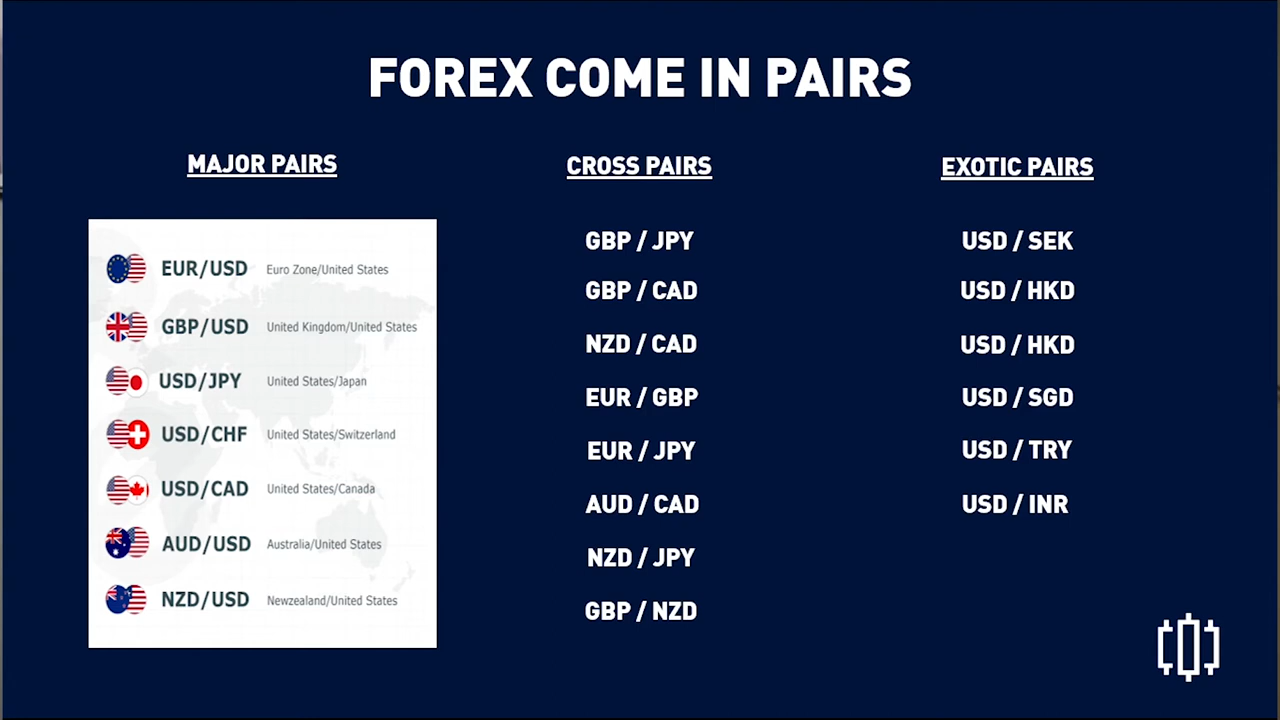 FOREX COME IN PAIRS
MAJOR PAIRS
EUR/USD Euro Zone/United States
GBP/USD United Kingdom/United States
USD/JPY United States/Japan
USD/CHF United States/Switzerland
USD/CAD United States/Canada
AUD/USD Australia/United States
NZD/USD Newzealand/United States
CROSS PAIRS
GBP / JPY
GBP / CAD
NZD / CAD
EUR / GBP
EUR / JPY
AUD / CAD
NZD / JPY
GBP / NZD
EXOTIC PAIRS
USD / SEK
USD / HKD
USD / HKD
USD / SGD
USD / TRY
USD / INR